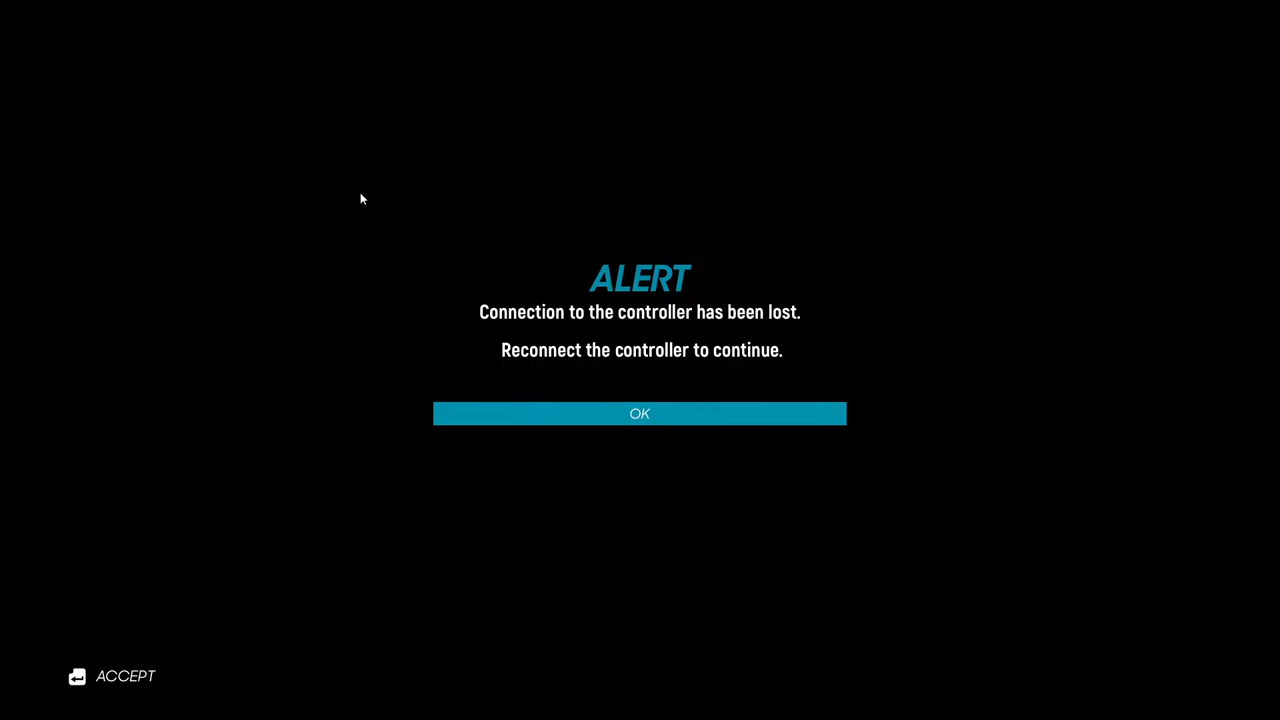 ALERT
Connection to the controller has been lost.
Reconnect the controller to continue.
OK
ACCEPT